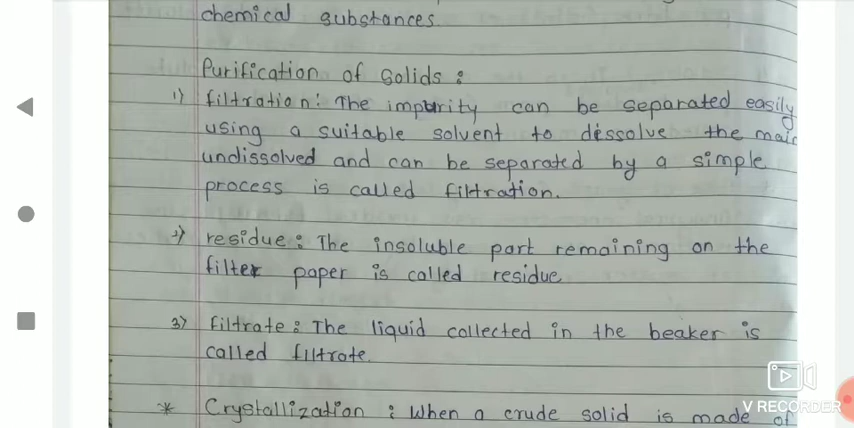 chemical substances.
Purification of solids :
1) filtration: The impurity can be separated easily
using a suitable solvent to dissolve the main
undissolved and can be separated by a simple
process is called filtration.
2) residue : The insoluble part remaining on the
filter paper is called residue
3) filtrate : The liquid collected in the beaker is
called filtrate.
* Crystallization : When a crude solid is made of
V RECORDER